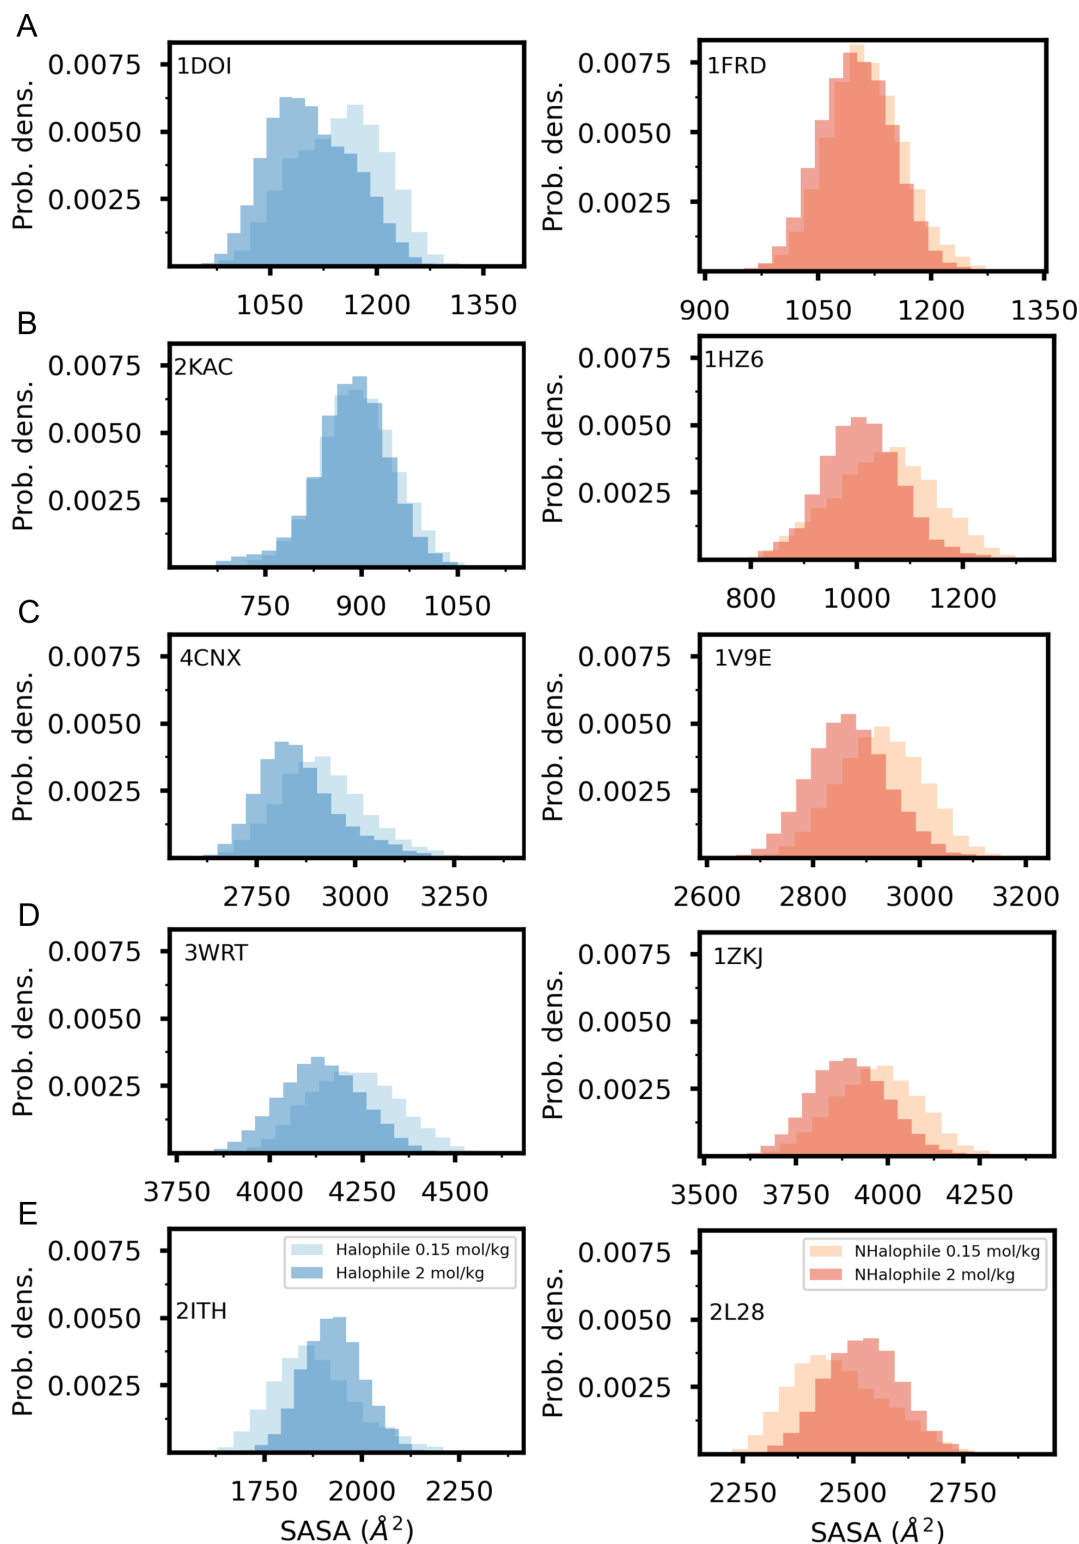 A
Prob. dens.
0.0075
0.0050
0.0025
1DOI
1050 1200 1350
Prob. dens.
0.0075
0.0050
0.0025
1FRD
900 1050 1200 1350
B
Prob. dens.
0.0075
0.0050
0.0025
2KAC
750 900 1050
Prob. dens.
0.0075
0.0050
0.0025
1HZ6
800 1000 1200
C
Prob. dens.
0.0075
0.0050
0.0025
4CNX
2750 3000 3250
Prob. dens.
0.0075
0.0050
0.0025
1V9E
2600 2800 3000 3200
D
Prob. dens.
0.0075
0.0050
0.0025
3WRT
3750 4000 4250 4500
Prob. dens.
0.0075
0.0050
0.0025
1ZKJ
3500 3750 4000 4250
E
Prob. dens.
0.0075
0.0050
0.0025
Halophile 0.15 mol/kg
Halophile 2 mol/kg
2ITH
1750 2000 2250
SASA (Å²)
Prob. dens.
0.0075
0.0050
0.0025
NHalophile 0.15 mol/kg
NHalophile 2 mol/kg
2L28
2250 2500 2750
SASA (Å²)